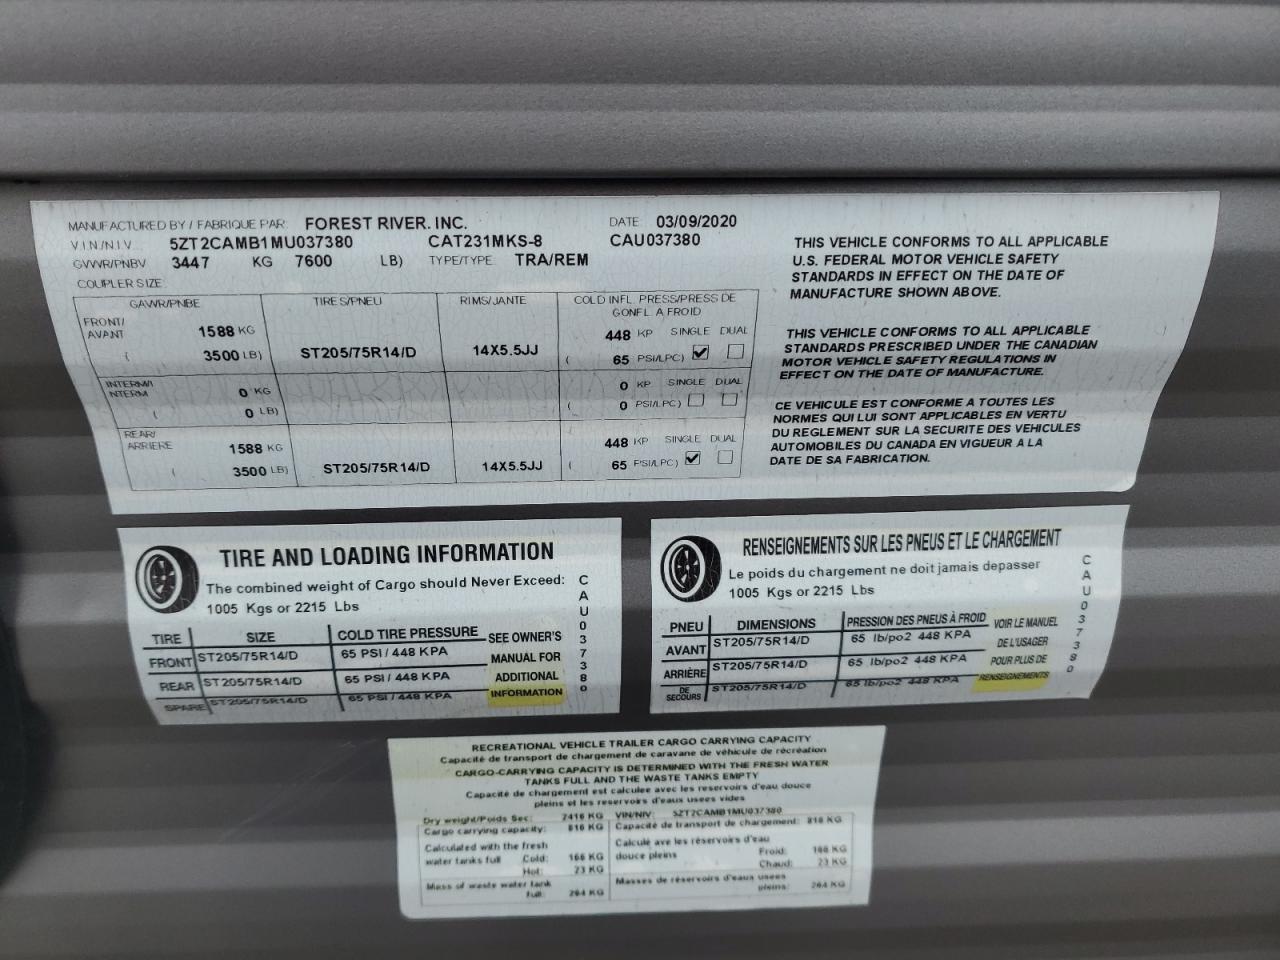 MANUFACTURED BY / FABRIQUE PAR: FOREST RIVER. INC. DATE: 03/09/2020
V.I.N/N.I.V. 5ZT2CAMB1MU037380 CAT231MKS-8 CAU037380
GVWR/PNBV 3447 KG 7600 LB) TYPE/TYPE: TRA/REM
COUPLER SIZE:
GAWR/PNBE TIRES/PNEU RIMS/JANTE COLD INFL. PRESS/PRESS DE
GONFL. A FROID
FRONT/
AVANT 1588 KG 448 KP SINGLE DUAL
( 3500 LB) ST205/75R14/D 14X5.5JJ ( 65 PSI/LPC)
INTERM/
INTERM 0 KG 0 KP SINGLE DUAL
( 0 LB) ( 0 PSI/LPC)
REAR/
ARRIERE 1588 KG 448 KP SINGLE DUAL
( 3500 LB) ST205/75R14/D 14X5.5JJ ( 65 PSI/LPC)
THIS VEHICLE CONFORMS TO ALL APPLICABLE
U.S. FEDERAL MOTOR VEHICLE SAFETY
STANDARDS IN EFFECT ON THE DATE OF
MANUFACTURE SHOWN ABOVE.
THIS VEHICLE CONFORMS TO ALL APPLICABLE
STANDARDS PRESCRIBED UNDER THE CANADIAN
MOTOR VEHICLE SAFETY REGULATIONS IN
EFFECT ON THE DATE OF MANUFACTURE.
CE VEHICULE EST CONFORME A TOUTES LES
NORMES QUI LUI SONT APPLICABLES EN VERTU
DU REGLEMENT SUR LA SECURITE DES VEHICULES
AUTOMOBILES DU CANADA EN VIGUEUR A LA
DATE DE SA FABRICATION.
TIRE AND LOADING INFORMATION
The combined weight of Cargo should Never Exceed:
1005 Kgs or 2215 Lbs
TIRE SIZE COLD TIRE PRESSURE
FRONT ST205/75R14/D 65 PSI / 448 KPA
REAR ST205/75R14/D 65 PSI / 448 KPA
SPARE ST205/75R14/D 65 PSI / 448 KPA
SEE OWNER'S
MANUAL FOR
ADDITIONAL
INFORMATION
CAU037380
RENSEIGNEMENTS SUR LES PNEUS ET LE CHARGEMENT
Le poids du chargement ne doit jamais depasser
1005 Kgs or 2215 Lbs
PNEU DIMENSIONS PRESSION DES PNEUS À FROID
AVANT ST205/75R14/D 65 lb/po2 448 KPA
ARRIÈRE ST205/75R14/D 65 lb/po2 448 KPA
DE
SECOURS ST205/75R14/D 65 lb/po2 448 KPA
VOIR LE MANUEL
DE L'USAGER
POUR PLUS DE
RENSEIGNEMENTS
CAU037380
RECREATIONAL VEHICLE TRAILER CARGO CARRYING CAPACITY
Capacité de transport de chargement de caravane de véhicule de récréation
CARGO-CARRYING CAPACITY IS DETERMINED WITH THE FRESH WATER
TANKS FULL AND THE WASTE TANKS EMPTY
Capacité de chargement est calculee avec les reservoirs d'eau douce
pleins et les reservoirs d'eaux usees vides
Dry weight/Poids Sec: 2416 KG VIN/NIV: 5ZT2CAMB1MU037380
Cargo carrying capacity: 816 KG Capacité de transport de chargement: 816 KG
Calculated with the fresh
water tanks full Cold: 166 KG
Hot: 23 KG
Calculé ave les réservoirs d'eau
douce pleins Froid: 166 KG
Chaud: 23 KG
Mass of waste water tank
full: 264 KG
Masses de réservoirs d'eaux usees
pleins: 264 KG